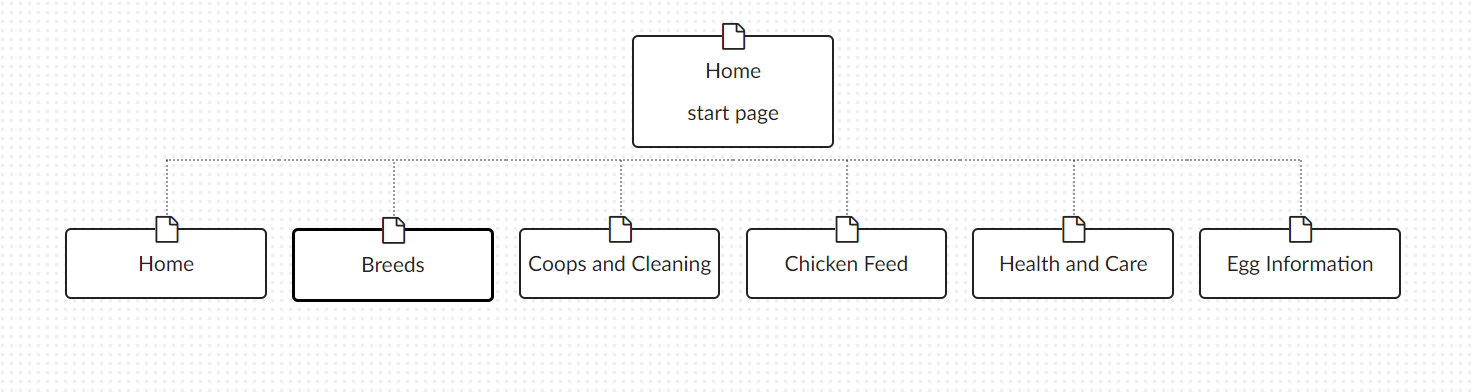 Home
start page
Home
Breeds
Coops and Cleaning
Chicken Feed
Health and Care
Egg Information